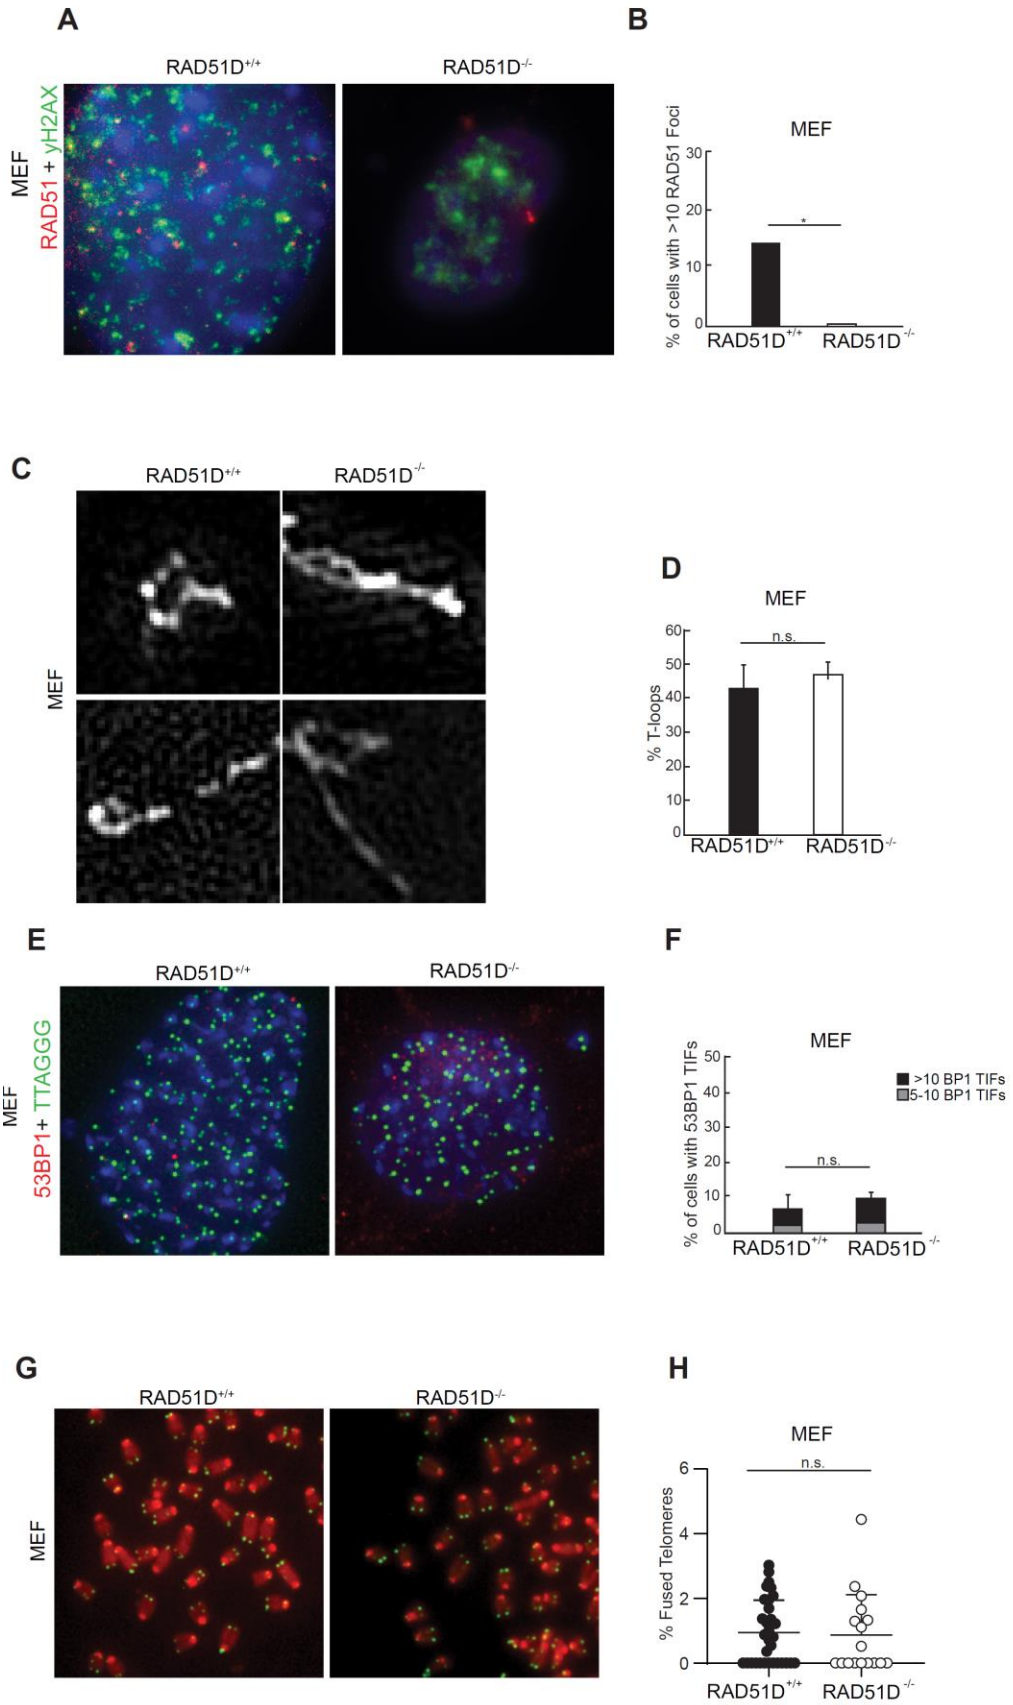 A
RAD51D+/+
RAD51D-/-
MEF
RAD51 + yH2AX
B
MEF
% of cells with >10 RAD51 Foci
30
20
10
0
*
RAD51D+/+
RAD51D-/-
C
RAD51D+/+
RAD51D-/-
MEF
D
MEF
% T-loops
60
50
40
30
20
10
0
n.s.
RAD51D+/+
RAD51D-/-
E
RAD51D+/+
RAD51D-/-
MEF
53BP1+ TTAGGG
F
MEF
% of cells with 53BP1 TIFs
50
40
30
20
10
0
n.s.
>10 BP1 TIFs
5-10 BP1 TIFs
RAD51D+/+
RAD51D-/-
G
RAD51D+/+
RAD51D-/-
MEF
H
MEF
% Fused Telomeres
6
4
2
0
n.s.
RAD51D+/+
RAD51D-/-